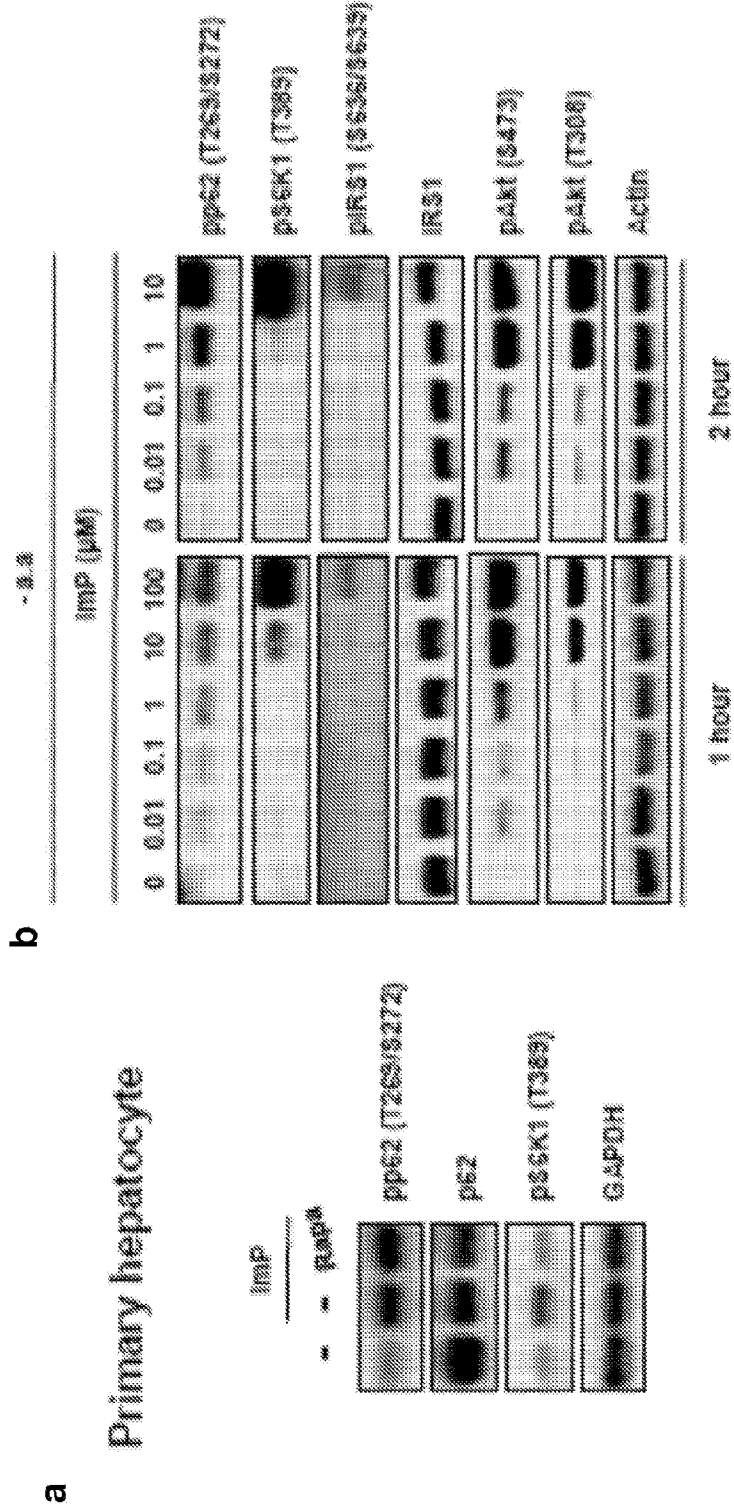 a
Primary hepatocyte
ImP
- - Rapa
pp62 (T269/S272)
p62
pS6K1 (T389)
GAPDH
b
- a.a
ImP (µM)
0 0.01 0.1 1 10 100 0 0.01 0.1 1 10
pp62 (T269/S272)
pS6K1 (T389)
pIRS1 (S636/S639)
IRS1
pAkt (S473)
pAkt (T308)
Actin
1 hour 2 hour